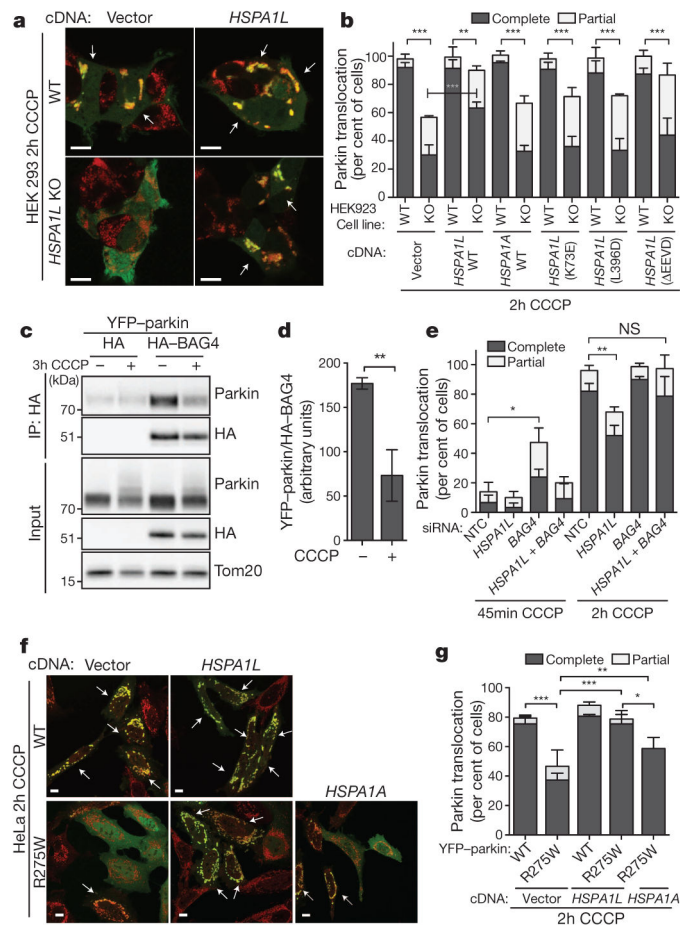 a
cDNA: Vector HSPA1L
HEK 293 2h CCCP
WT
HSPA1L KO
b
Complete Partial
*** ** *** *** *** ***
***
Parkin translocation
(per cent of cells)
100
80
60
40
20
0
HEK923
Cell line:
WT KO WT KO WT KO WT KO WT KO WT KO
cDNA:
Vector
HSPA1L
WT
HSPA1A
WT
HSPA1L
(K73E)
HSPA1L
(L396D)
HSPA1L
(ΔEEVD)
2h CCCP
c
YFP–parkin
HA HA–BAG4
3h CCCP – + – +
(kDa)
IP: HA
70 Parkin
51 HA
Input
Parkin
70
51 HA
15 Tom20
d
**
YFP–parkin/HA–BAG4
(arbitrary units)
200
150
100
50
0
– +
CCCP
e
Complete
Partial
NS
**
*
Parkin translocation
(per cent of cells)
100
80
60
40
20
0
siRNA:
NTC
HSPA1L
BAG4
HSPA1L + BAG4
NTC
HSPA1L
BAG4
HSPA1L + BAG4
45min CCCP 2h CCCP
f
cDNA: Vector HSPA1L
HeLa 2h CCCP
WT
R275W
HSPA1A
g
Complete Partial
**
***
*** *
Parkin translocation
(per cent of cells)
100
80
60
40
20
0
YFP–parkin:
WT
R275W
WT
R275W
R275W
cDNA: Vector HSPA1L HSPA1A
2h CCCP